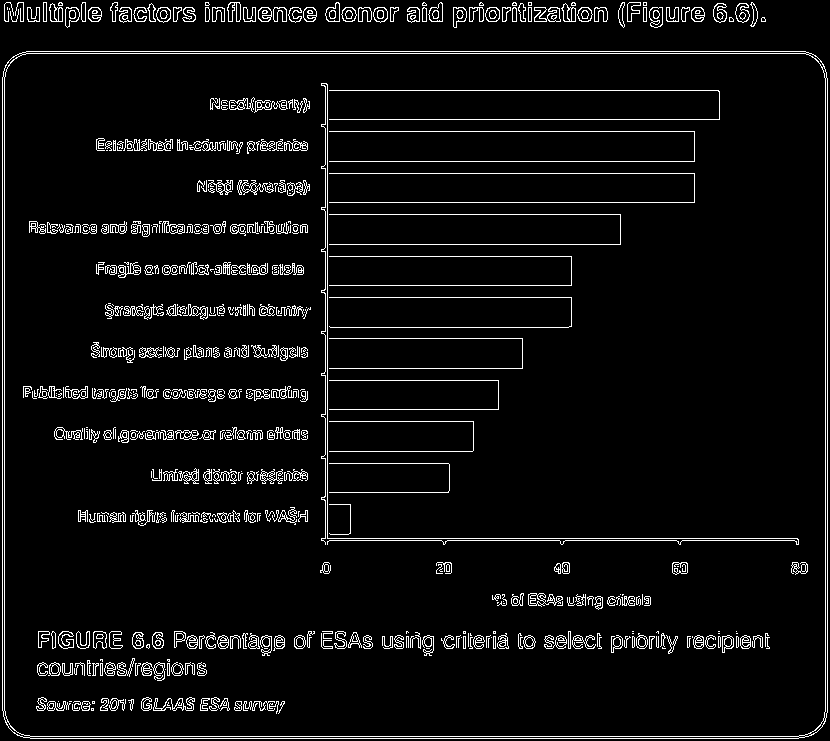 Multiple factors influence donor aid prioritization (Figure 6.6).
Need (poverty)
Established in-country presence
Need (coverage)
Relevance and significance of contribution
Fragile or conflict-affected state
Strategic dialogue with country
Strong sector plans and budgets
Published targets for coverage or spending
Quality of governance or reform efforts
Limited donor presence
Human rights framework for WASH
0 20 40 60 80
% of ESAs using criteria
FIGURE 6.6 Percentage of ESAs using criteria to select priority recipient
countries/regions
Source: 2011 GLAAS ESA survey